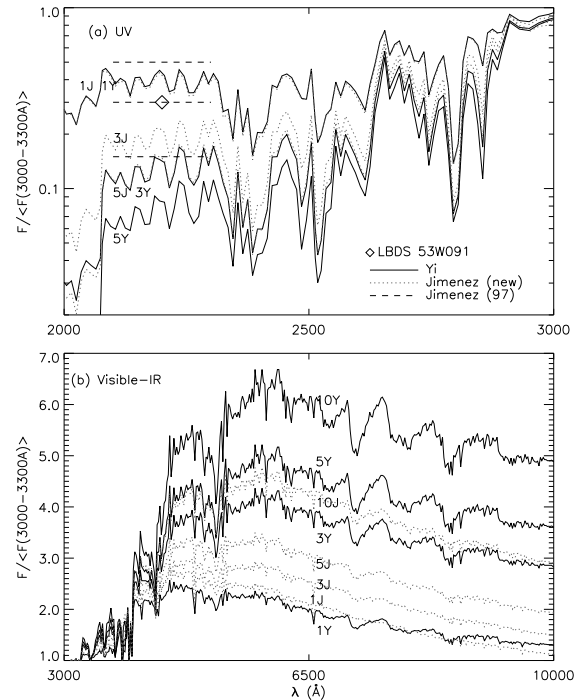 1.0
(a) UV
1J 1Y
3J
5J 3Y
5Y
0.1
F/<F(3000-3300A)>
◇ LBDS 53W091
Yi
Jimenez (new)
Jimenez (97)
2000
2500
3000
7.0
(b) Visible-IR
10Y
6.0
5Y
5.0
10J
4.0
3Y
5J
3.0
3J
1J
2.0
1Y
1.0
F/<F(3000-3300A)>
3000
6500
10000
λ (Å)